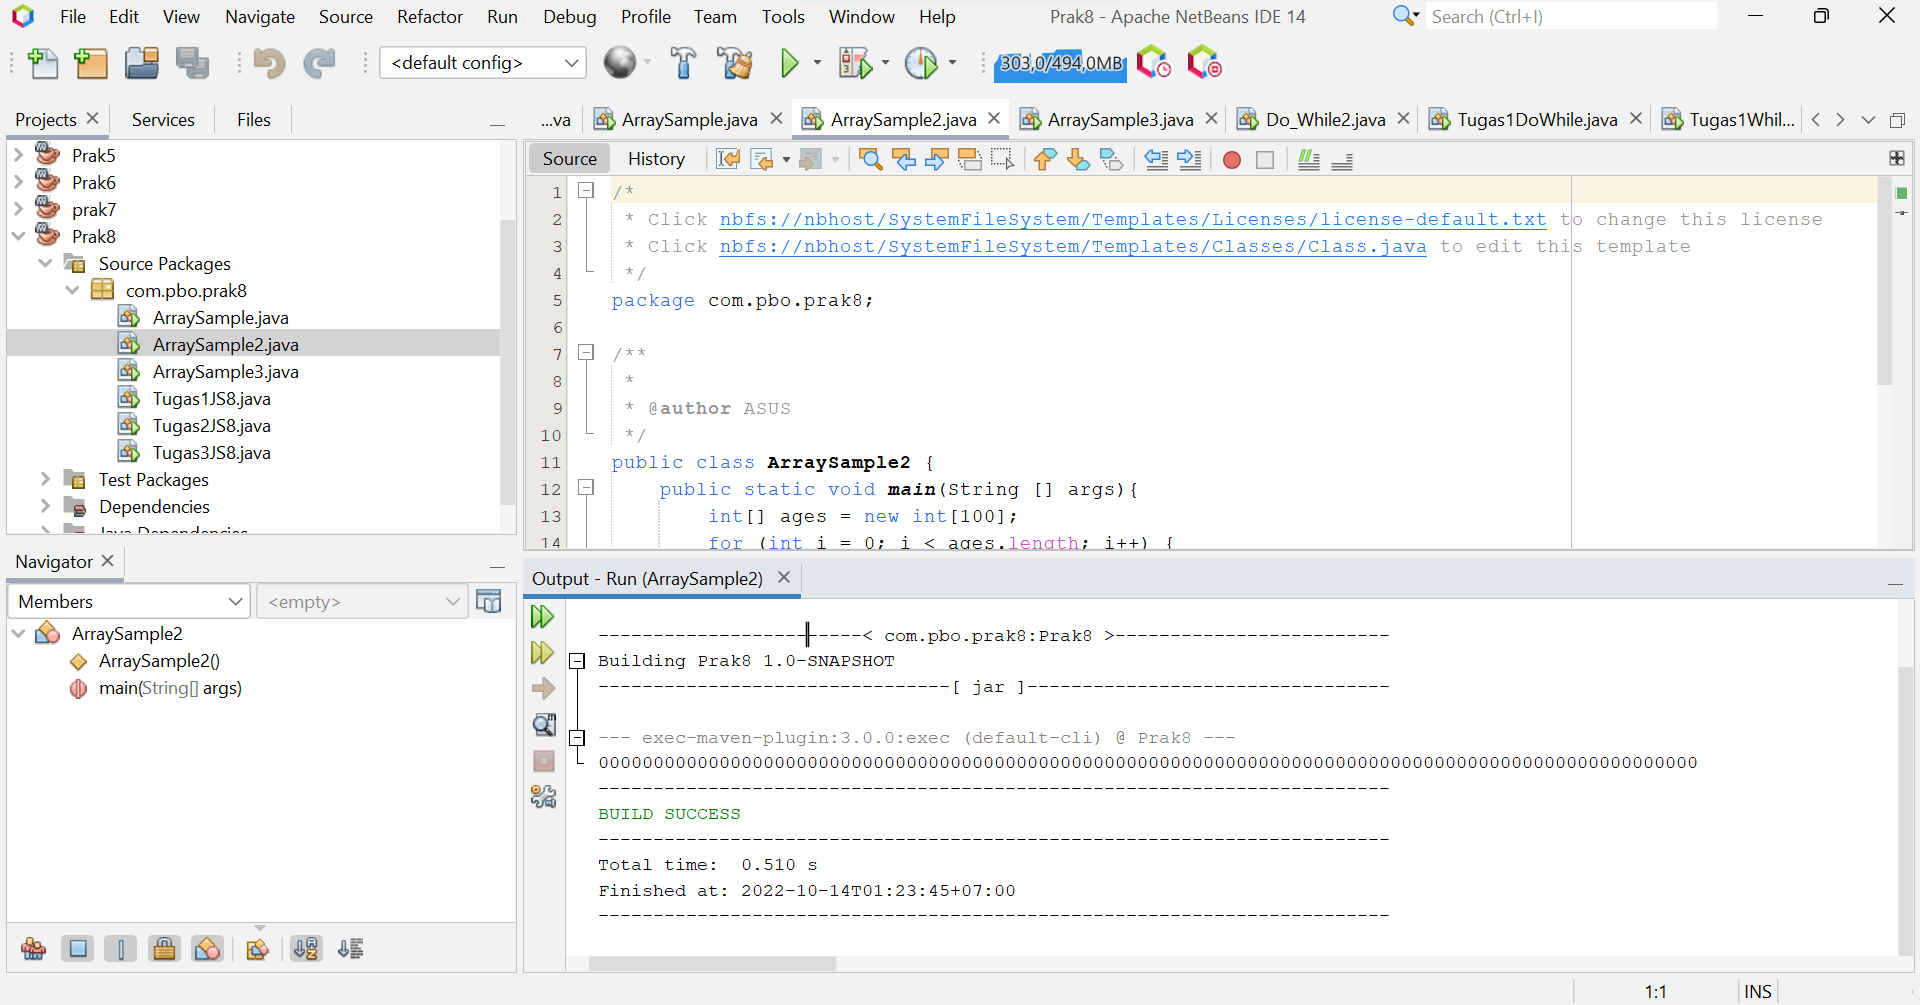 File Edit View Navigate Source Refactor Run Debug Profile Team Tools Window Help Prak8 - Apache NetBeans IDE 14 Search (Ctrl+I)
<default config> 303,0/494,0MB
Projects Services Files
...va ArraySample.java ArraySample2.java ArraySample3.java Do_While2.java Tugas1DoWhile.java Tugas1Whil...
Source History
Prak5
Prak6
prak7
Prak8
Source Packages
com.pbo.prak8
ArraySample.java
ArraySample2.java
ArraySample3.java
Tugas1JS8.java
Tugas2JS8.java
Tugas3JS8.java
Test Packages
Dependencies
Java Dependencies
1 /*
2 * Click nbfs://nbhost/SystemFileSystem/Templates/Licenses/license-default.txt to change this license
3 * Click nbfs://nbhost/SystemFileSystem/Templates/Classes/Class.java to edit this template
4 */
5 package com.pbo.prak8;
6
7 /**
8 *
9 * @author ASUS
10 */
11 public class ArraySample2 {
12 public static void main(String [] args){
13 int[] ages = new int[100];
14 for (int i = 0; i < ages.length; i++) {
Navigator
Members <empty>
ArraySample2
ArraySample2()
main(String[] args)
Output - Run (ArraySample2)
------------------------< com.pbo.prak8:Prak8 >-------------------------
Building Prak8 1.0-SNAPSHOT
--------------------------------[ jar ]---------------------------------
--- exec-maven-plugin:3.0.0:exec (default-cli) @ Prak8 ---
0000000000000000000000000000000000000000000000000000000000000000000000000000000000000000000000000000
------------------------------------------------------------------------
BUILD SUCCESS
------------------------------------------------------------------------
Total time: 0.510 s
Finished at: 2022-10-14T01:23:45+07:00
------------------------------------------------------------------------
1:1 INS